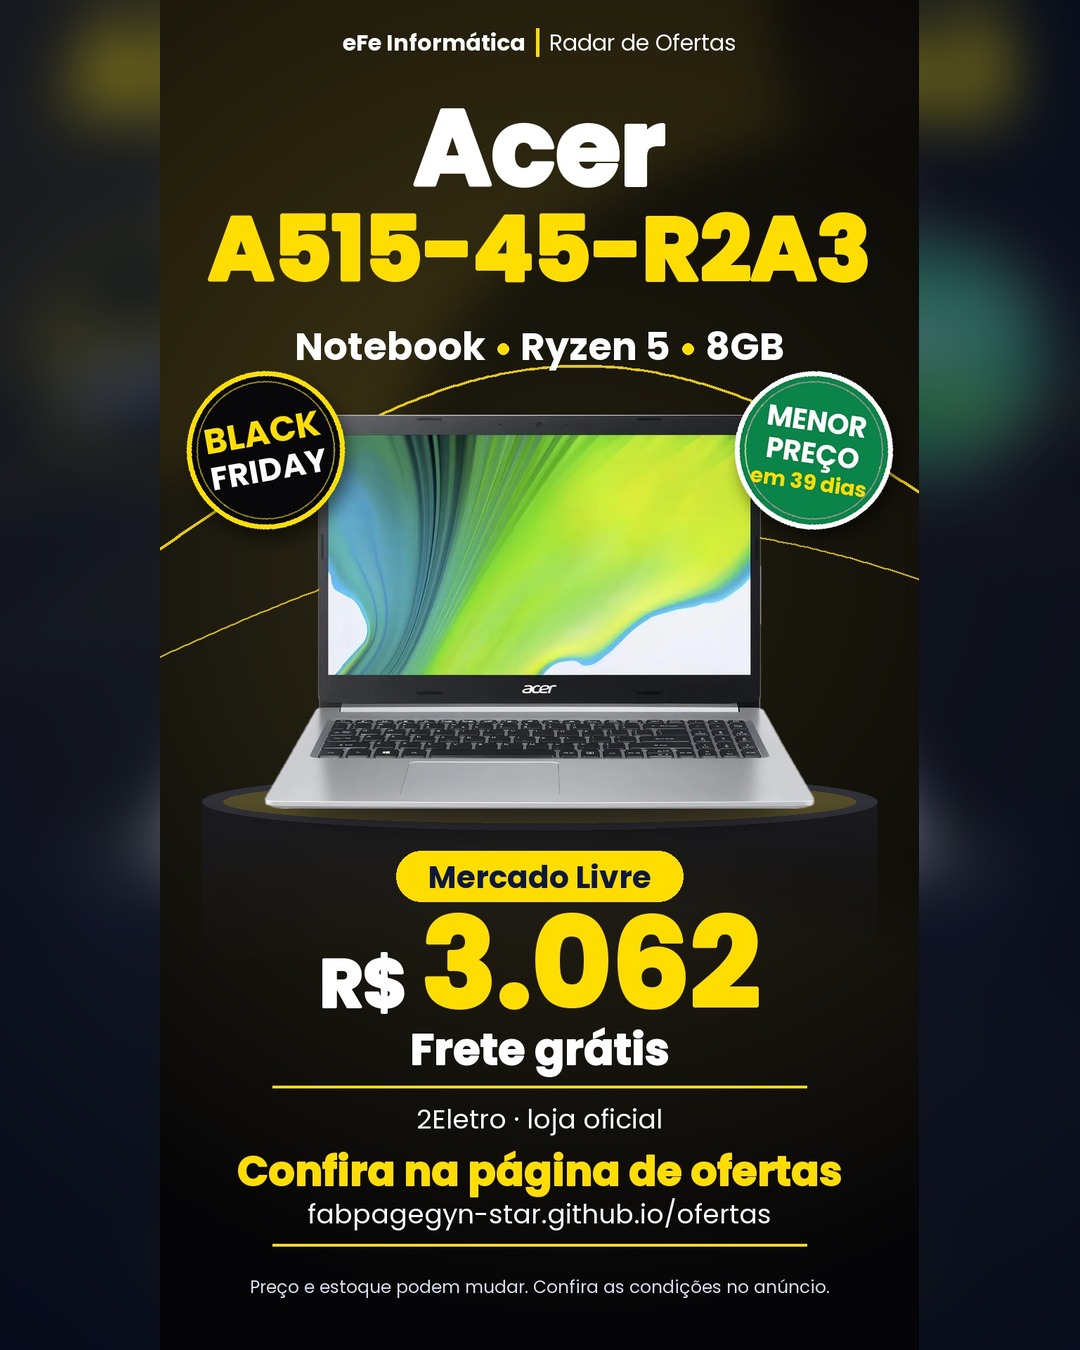 eFe Informática | Radar de Ofertas
Acer
A515-45-R2A3
Notebook • Ryzen 5 • 8GB
BLACK
FRIDAY
MENOR
PREÇO
em 39 dias
acer
Mercado Livre
R$ 3.062
Frete grátis
2Eletro · loja oficial
Confira na página de ofertas
fabpagegyn-star.github.io/ofertas
Preço e estoque podem mudar. Confira as condições no anúncio.